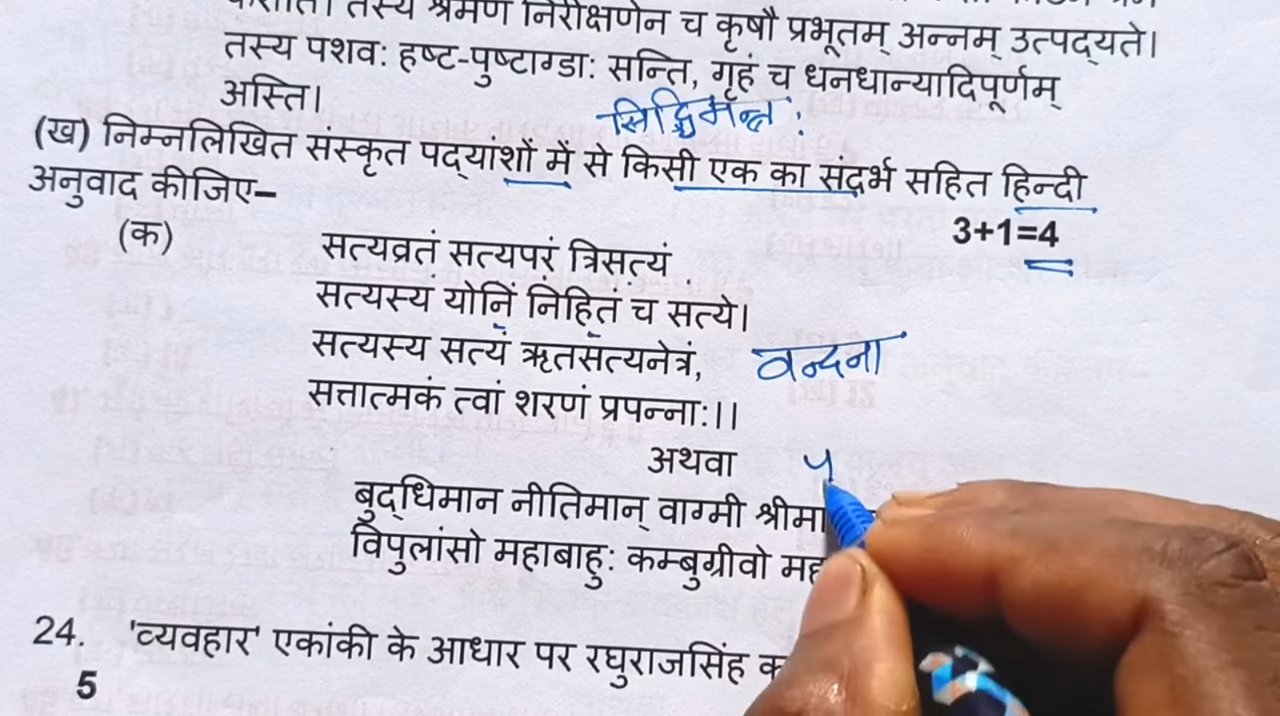 तस्य श्रमेण निरीक्षणेन च कृषौ प्रभूतम् अन्नम् उत्पद्यते।
तस्य पशव: हष्ट-पुष्टाग्डा: सन्ति, गृहं च धनधान्यादिपूर्णम्
अस्ति।
सिद्धिमन्त्र:
(ख) निम्नलिखित संस्कृत पद्यांशों में से किसी एक का संदर्भ सहित हिन्दी
अनुवाद कीजिए–
3+1=4
(क) सत्यव्रतं सत्यपरं त्रिसत्यं
सत्यस्य योनिं निहितं च सत्ये।
सत्यस्य सत्यं ऋतसत्यनेत्रं, वन्दना
सत्तात्मकं त्वां शरणं प्रपन्ना:।।
अथवा
बुद्धिमान नीतिमान् वाग्मी
विपुलांसो महाबाहु: कम्बुग्रीवो
24. 'व्यवहार' एकांकी के आधार पर रघुराजसिंह
5